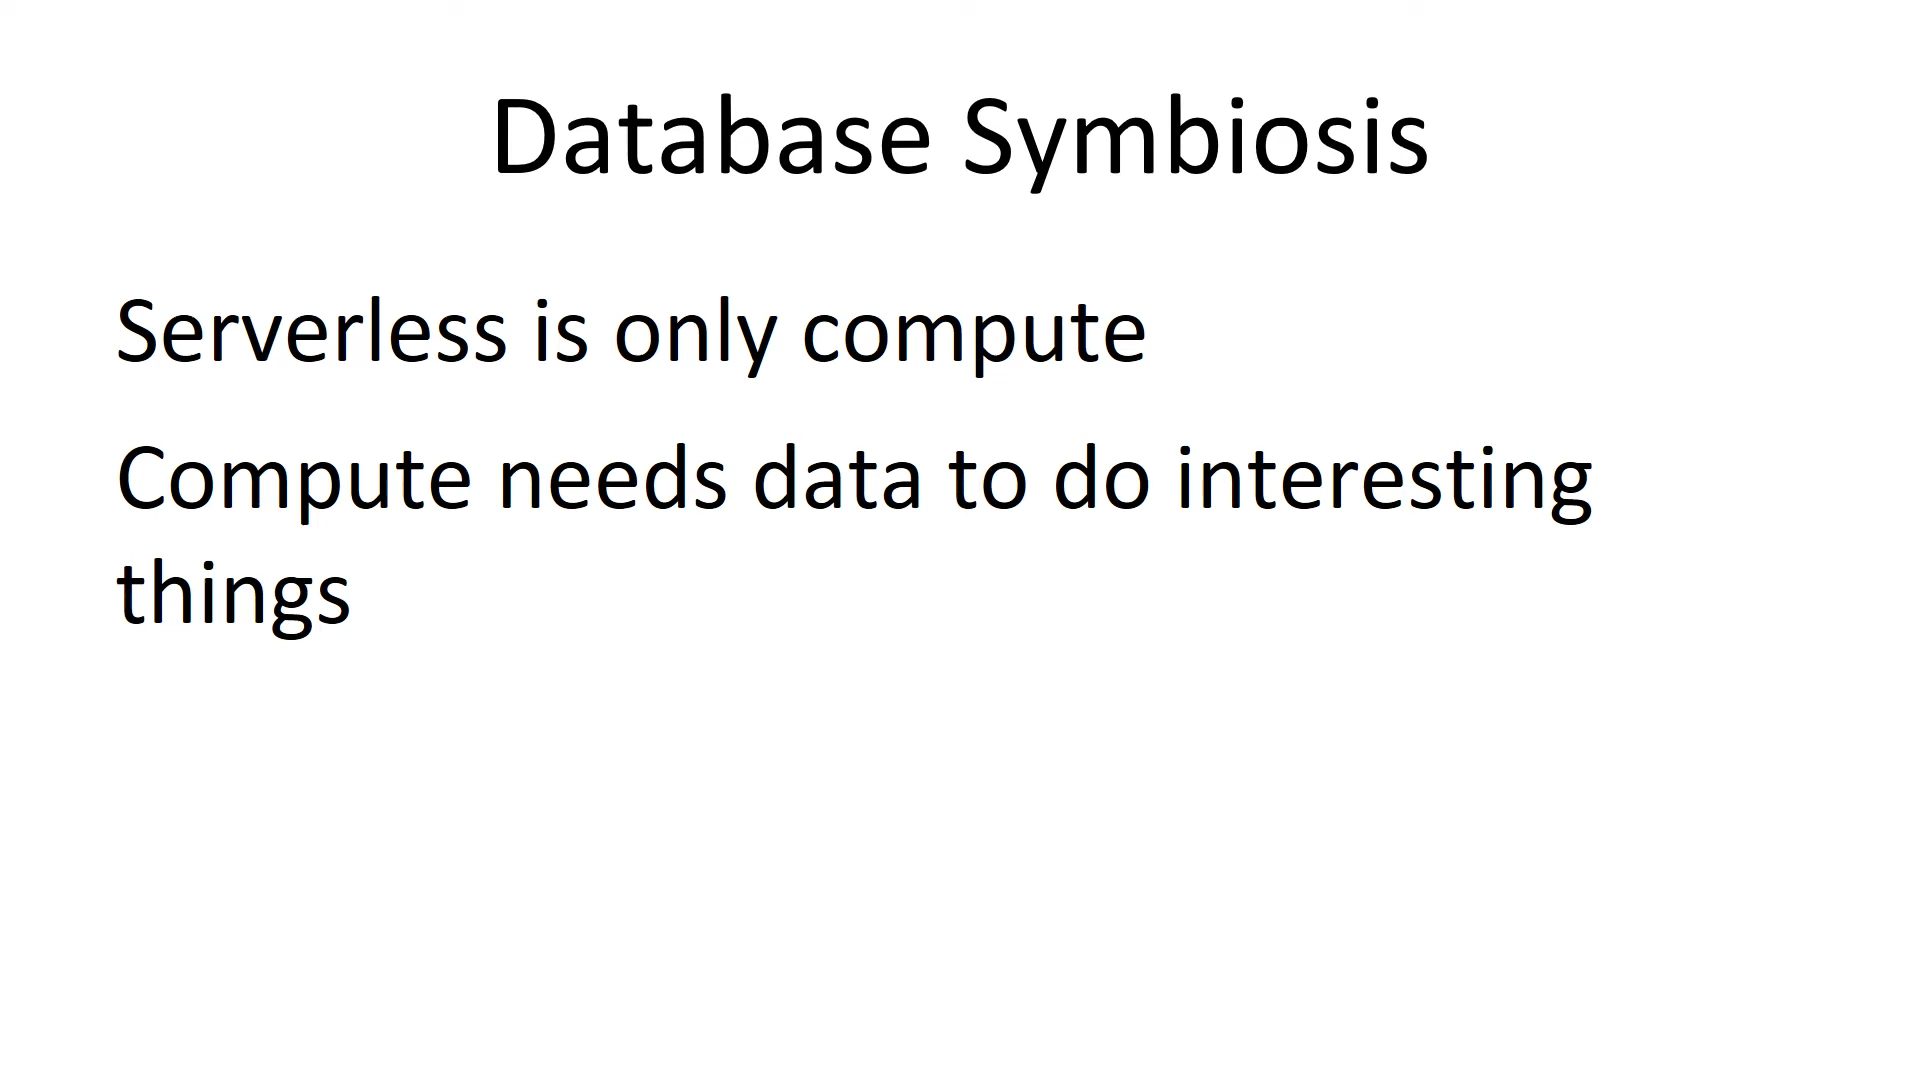 Database Symbiosis
Serverless is only compute
Compute needs data to do interesting
things